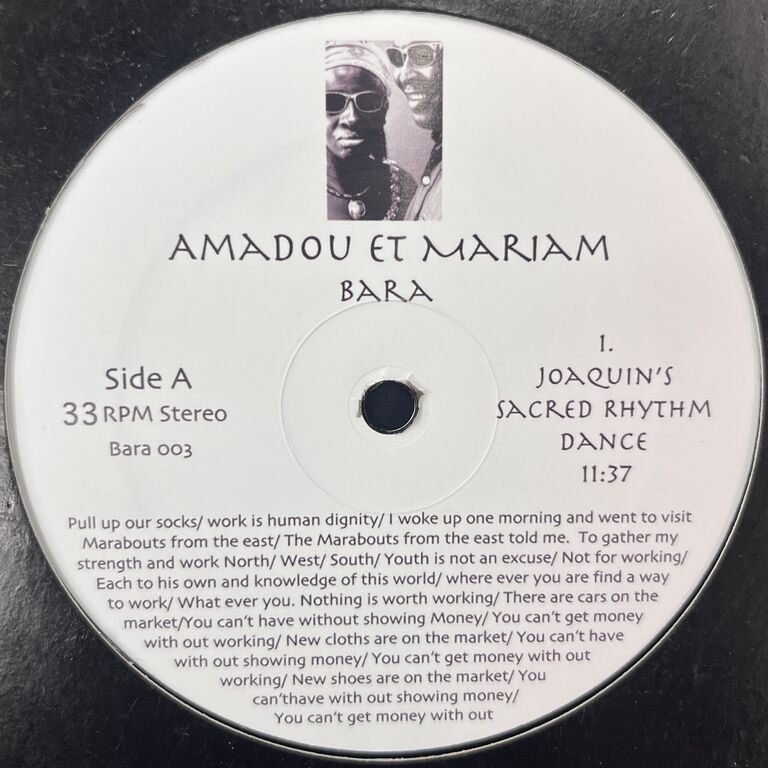 AMADOU ET MARIAM
BARA
Side A
33 RPM Stereo
Bara 003
1.
JOAQUIN'S
SACRED RHYTHM
DANCE
11:37
Pull up our socks/ work is human dignity/ I woke up one morning and went to visit
Marabouts from the east/ The Marabouts from the east told me. To gather my
strength and work North/ West/ South/ Youth is not an excuse/ Not for working/
Each to his own and knowledge of this world/ where ever you are find a way
to work/ What ever you. Nothing is worth working/ There are cars on the
market/You can't have without showing Money/ You can't get money
with out working/ New cloths are on the market/ You can't have
with out showing money/ You can't get money with out
working/ New shoes are on the market/ You
can'thave with out showing money/
You can't get money with out